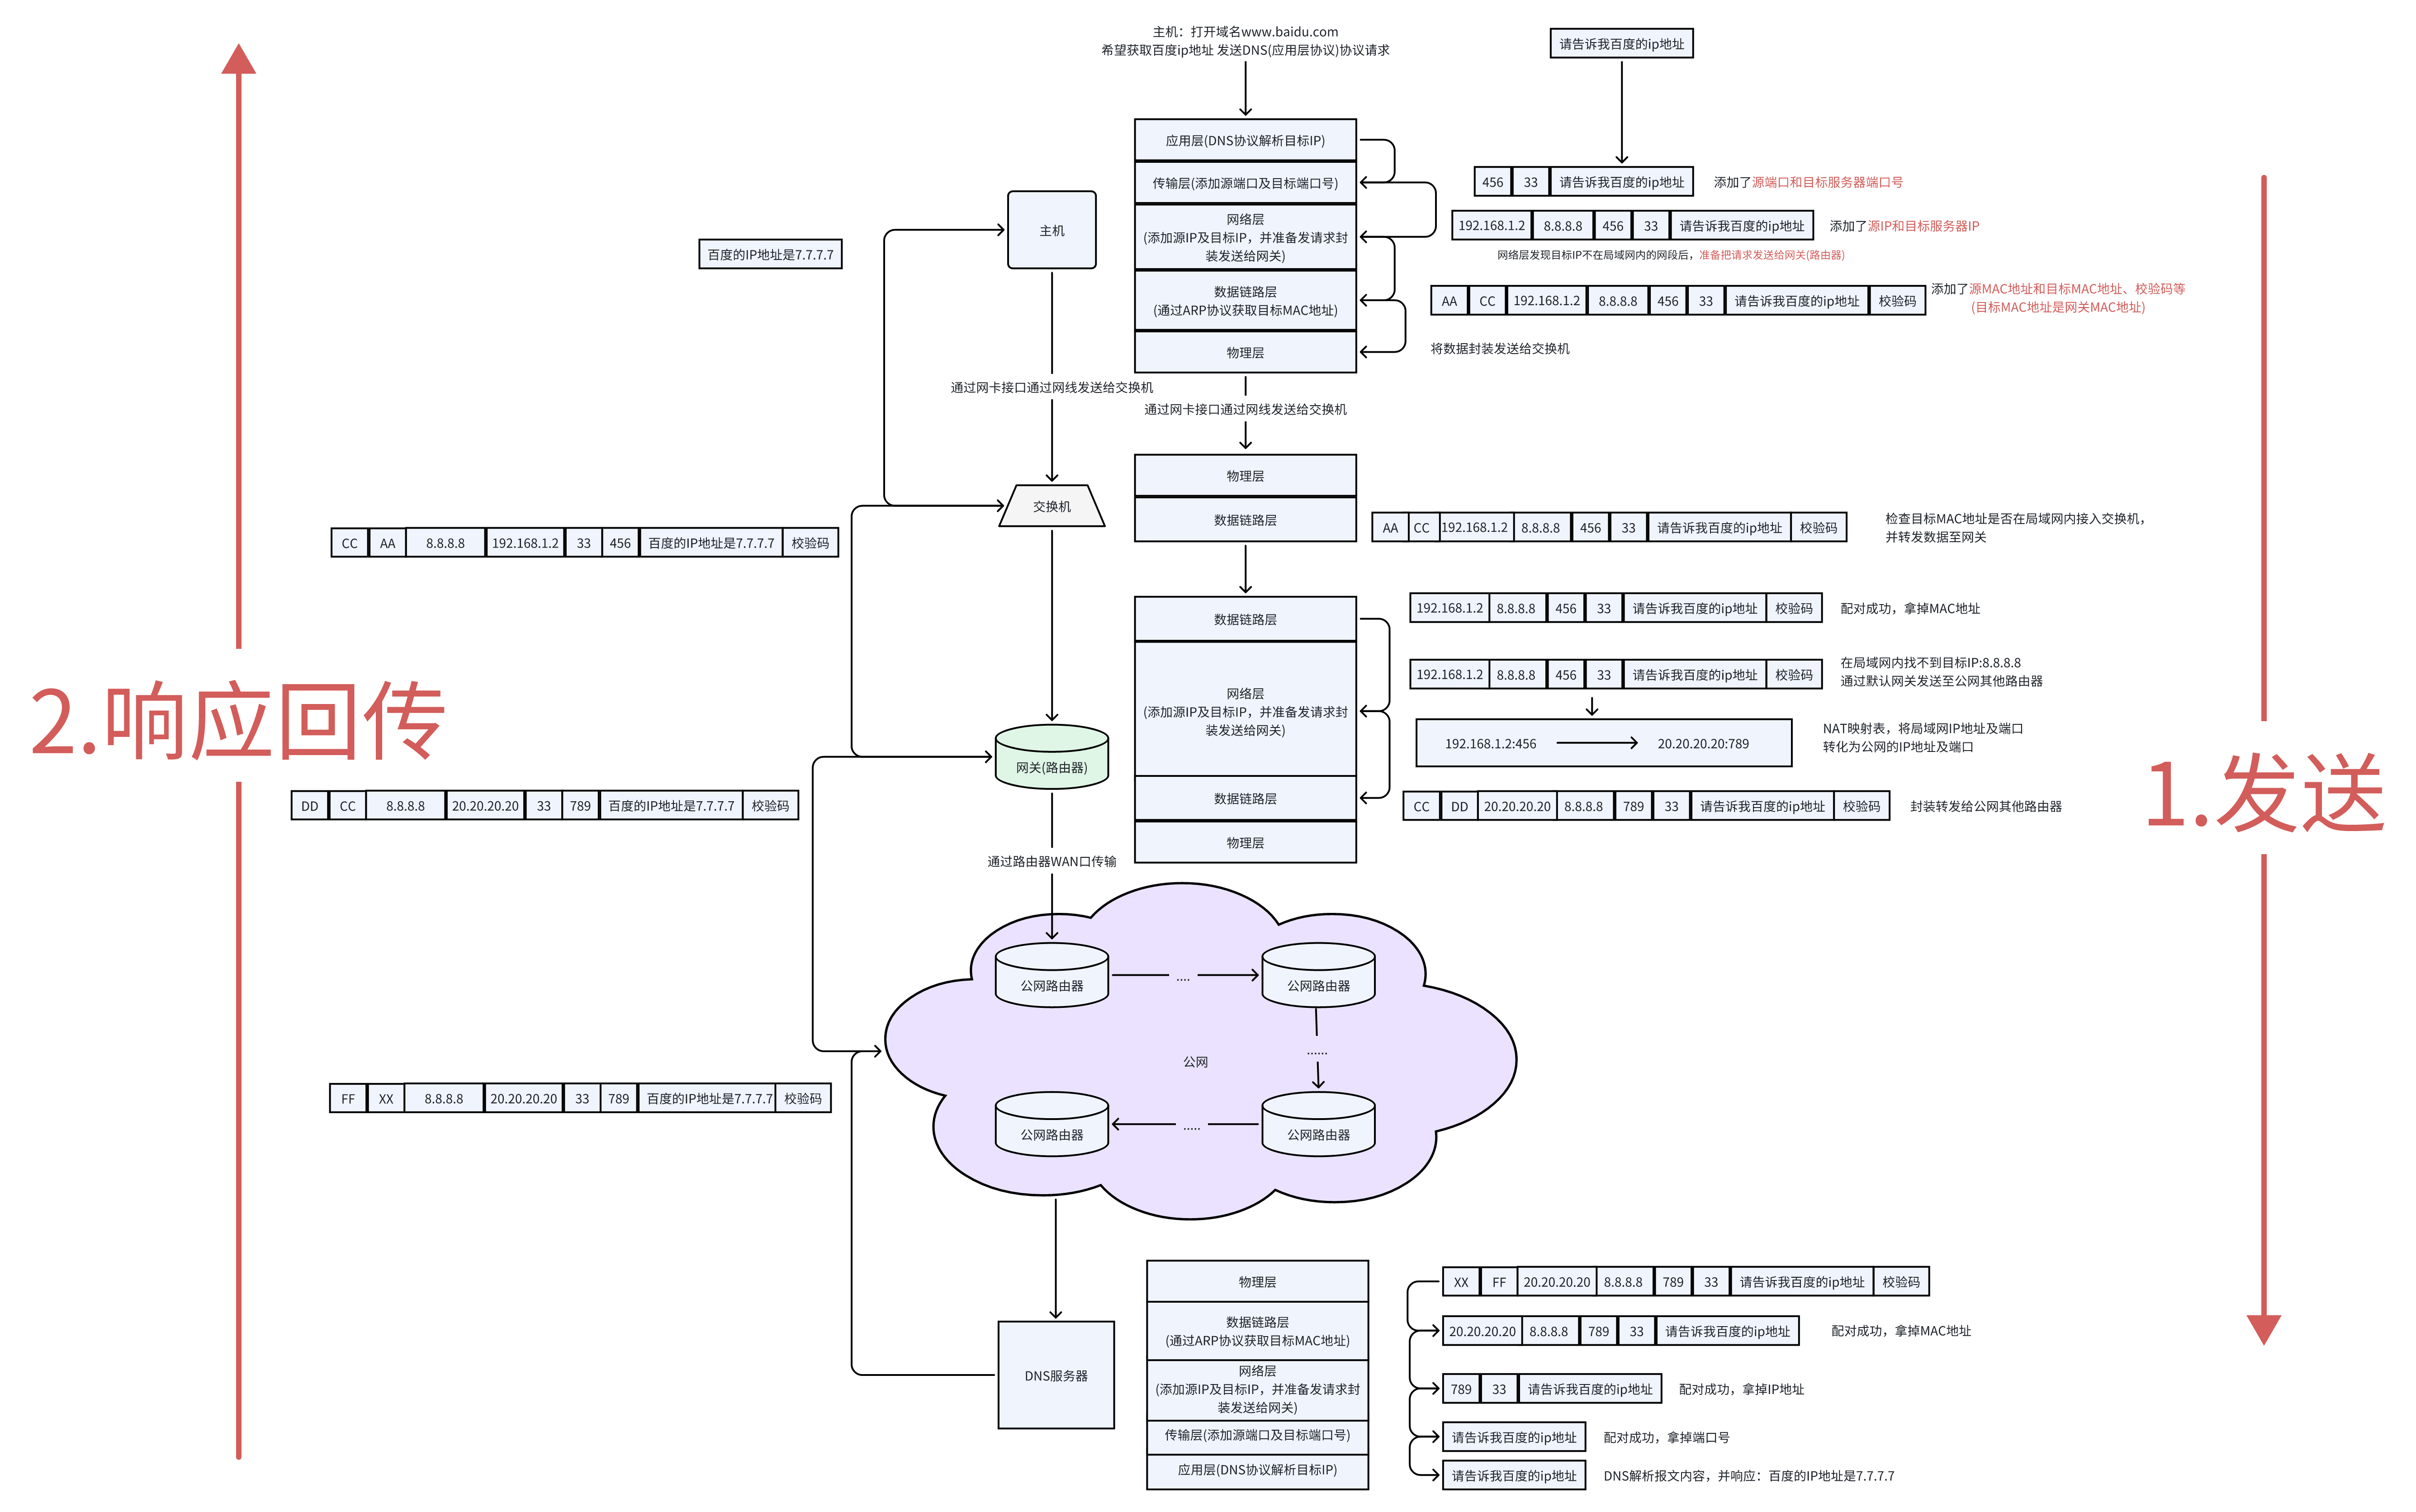 主机：打开域名www.baidu.com
希望获取百度ip地址 发送DNS(应用层协议)协议请求
请告诉我百度的ip地址
应用层(DNS协议解析目标IP)
传输层(添加源端口及目标端口号)
456 33 请告诉我百度的ip地址 添加了源端口和目标服务器端口号
网络层
(添加源IP及目标IP，并准备发请求封
装发送给网关)
192.168.1.2 8.8.8.8 456 33 请告诉我百度的ip地址 添加了源IP和目标服务器IP
网络层发现目标IP不在局域网内的网段后，准备把请求发送给网关(路由器)
主机
百度的IP地址是7.7.7.7
数据链路层
(通过ARP协议获取目标MAC地址)
AA CC 192.168.1.2 8.8.8.8 456 33 请告诉我百度的ip地址 校验码
添加了源MAC地址和目标MAC地址、校验码等
(目标MAC地址是网关MAC地址)
物理层
将数据封装发送给交换机
通过网卡接口通过网线发送给交换机
通过网卡接口通过网线发送给交换机
物理层
交换机
数据链路层
AA CC 192.168.1.2 8.8.8.8 456 33 请告诉我百度的ip地址 校验码
检查目标MAC地址是否在局域网内接入交换机，
并转发数据至网关
CC AA 8.8.8.8 192.168.1.2 33 456 百度的IP地址是7.7.7.7 校验码
数据链路层
192.168.1.2 8.8.8.8 456 33 请告诉我百度的ip地址 校验码 配对成功，拿掉MAC地址
网络层
(添加源IP及目标IP，并准备发请求封
装发送给网关)
192.168.1.2 8.8.8.8 456 33 请告诉我百度的ip地址 校验码
在局域网内找不到目标IP:8.8.8.8
通过默认网关发送至公网其他路由器
192.168.1.2:456 20.20.20.20:789
NAT映射表，将局域网IP地址及端口
转化为公网的IP地址及端口
2.响应回传
1.发送
网关(路由器)
数据链路层
CC DD 20.20.20.20 8.8.8.8 789 33 请告诉我百度的ip地址 校验码 封装转发给公网其他路由器
DD CC 8.8.8.8 20.20.20.20 33 789 百度的IP地址是7.7.7.7 校验码
物理层
通过路由器WAN口传输
公网路由器 .... 公网路由器
......
公网
公网路由器 ..... 公网路由器
FF XX 8.8.8.8 20.20.20.20 33 789 百度的IP地址是7.7.7.7 校验码
DNS服务器
物理层
XX FF 20.20.20.20 8.8.8.8 789 33 请告诉我百度的ip地址 校验码
数据链路层
(通过ARP协议获取目标MAC地址)
20.20.20.20 8.8.8.8 789 33 请告诉我百度的ip地址 配对成功，拿掉MAC地址
网络层
(添加源IP及目标IP，并准备发请求封
装发送给网关)
789 33 请告诉我百度的ip地址 配对成功，拿掉IP地址
传输层(添加源端口及目标端口号)
请告诉我百度的ip地址 配对成功，拿掉端口号
应用层(DNS协议解析目标IP)
请告诉我百度的ip地址 DNS解析报文内容，并响应：百度的IP地址是7.7.7.7